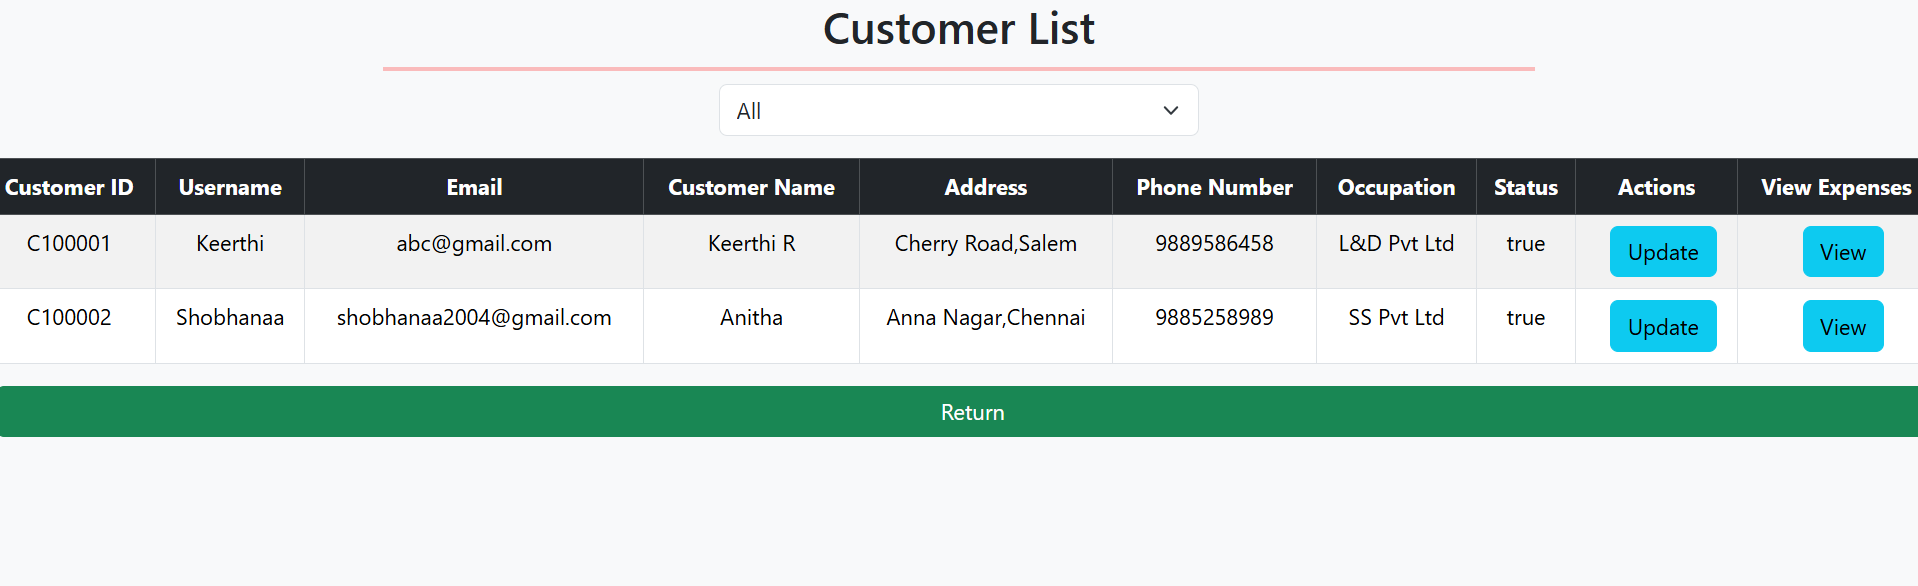 Customer List
All
Customer ID Username Email Customer Name Address Phone Number Occupation Status Actions View Expenses
C100001 Keerthi abc@gmail.com Keerthi R Cherry Road,Salem 9889586458 L&D Pvt Ltd true Update View
C100002 Shobhanaa shobhanaa2004@gmail.com Anitha Anna Nagar,Chennai 9885258989 SS Pvt Ltd true Update View
Return